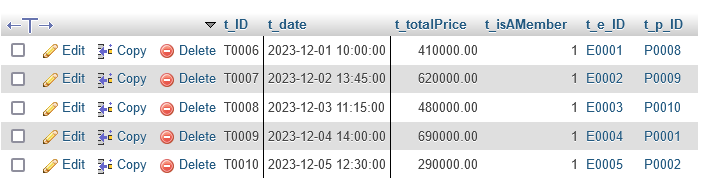 t_ID t_date t_totalPrice t_isAMember t_e_ID t_p_ID
Edit Copy Delete T0006 2023-12-01 10:00:00 410000.00 1 E0001 P0008
Edit Copy Delete T0007 2023-12-02 13:45:00 620000.00 1 E0002 P0009
Edit Copy Delete T0008 2023-12-03 11:15:00 480000.00 1 E0003 P0010
Edit Copy Delete T0009 2023-12-04 14:00:00 690000.00 1 E0004 P0001
Edit Copy Delete T0010 2023-12-05 12:30:00 290000.00 1 E0005 P0002